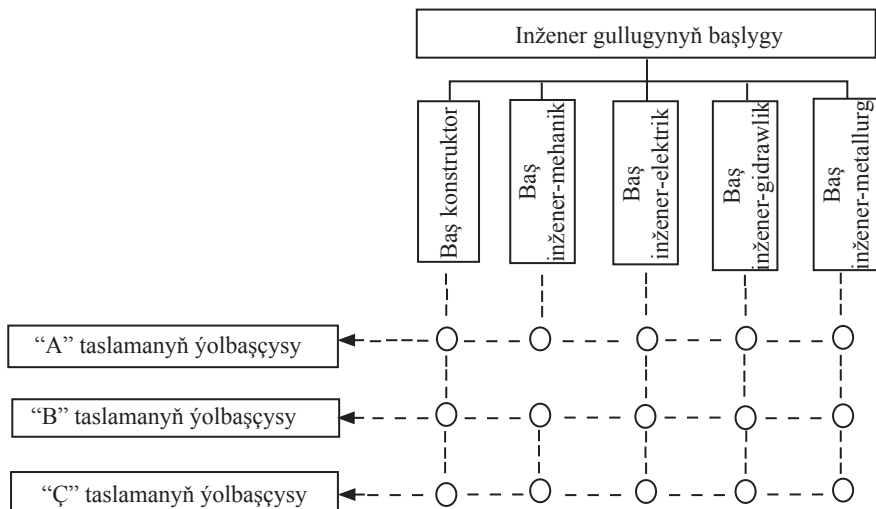 Inžener gullugynyň başlygy
Baş konstruktor
Baş
inžener-mehanik
Baş
inžener-elektrik
Baş
inžener-gidrawlik
Baş
inžener-metallurg
“A” taslamanyň ýolbaşçysy
“B” taslamanyň ýolbaşçysy
“Ç” taslamanyň ýolbaşçysy